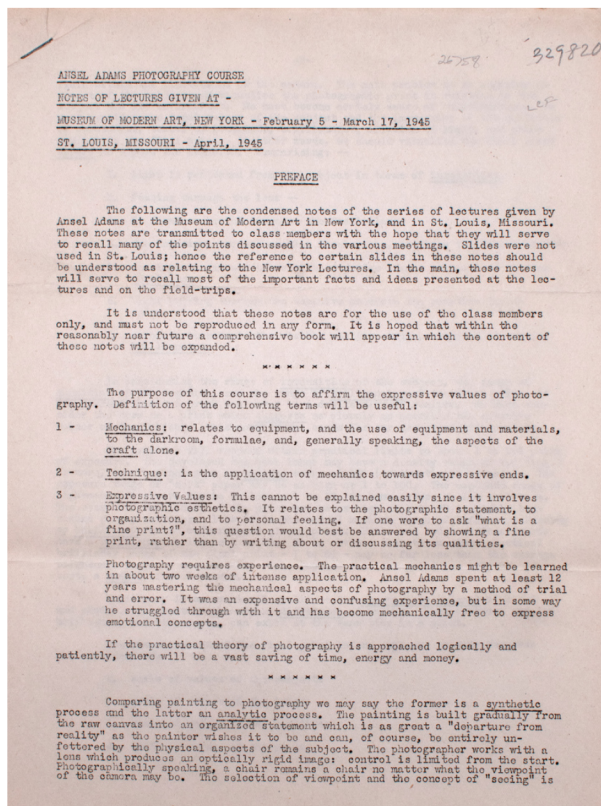 329820
25758
ANSEL ADAMS PHOTOGRAPHY COURSE
NOTES OF LECTURES GIVEN AT -
MUSEUM OF MODERN ART, NEW YORK - February 5 - March 17, 1945
ST. LOUIS, MISSOURI - April, 1945
PREFACE
The following are the condensed notes of the series of lectures given by
Ansel Adams at the Museum of Modern Art in New York, and in St. Louis, Missouri.
These notes are transmitted to class members with the hope that they will serve
to recall many of the points discussed in the various meetings. Slides were not
used in St. Louis; hence the reference to certain slides in these notes should
be understood as relating to the New York Lectures. In the main, these notes
will serve to recall most of the important facts and ideas presented at the lec-
tures and on the field-trips.
It is understood that these notes are for the use of the class members
only, and must not be reproduced in any form. It is hoped that within the
reasonably near future a comprehensive book will appear in which the content of
these notes will be expanded.
* * * * * *
The purpose of this course is to affirm the expressive values of photo-
graphy. Definition of the following terms will be useful:
1 - Mechanics: relates to equipment, and the use of equipment and materials,
to the darkroom, formulae, and, generally speaking, the aspects of the
craft alone.
2 - Technique: is the application of mechanics towards expressive ends.
3 - Expressive Values: This cannot be explained easily since it involves
photographic esthetics. It relates to the photographic statement, to
organization, and to personal feeling. If one were to ask "what is a
fine print?", this question would best be answered by showing a fine
print, rather than by writing about or discussing its qualities.
Photography requires experience. The practical mechanics might be learned
in about two weeks of intense application. Ansel Adams spent at least 12
years mastering the mechanical aspects of photography by a method of trial
and error. It was an expensive and confusing experience, but in some way
he struggled through with it and has become mechanically free to express
emotional concepts.
If the practical theory of photography is approached logically and
patiently, there will be a vast saving of time, energy and money.
* * * * * *
Comparing painting to photography we may say the former is a synthetic
process and the latter an analytic process. The painting is built gradually from
the raw canvas into an organized statement which is as great a "departure from
reality" as the painter wishes it to be and can, of course, be entirely un-
fettered by the physical aspects of the subject. The photographer works with a
lens which produces an optically rigid image: control is limited from the start.
Photographically speaking, a chair remains a chair no matter what the viewpoint
of the camera may be. The selection of viewpoint and the concept of "seeing" is